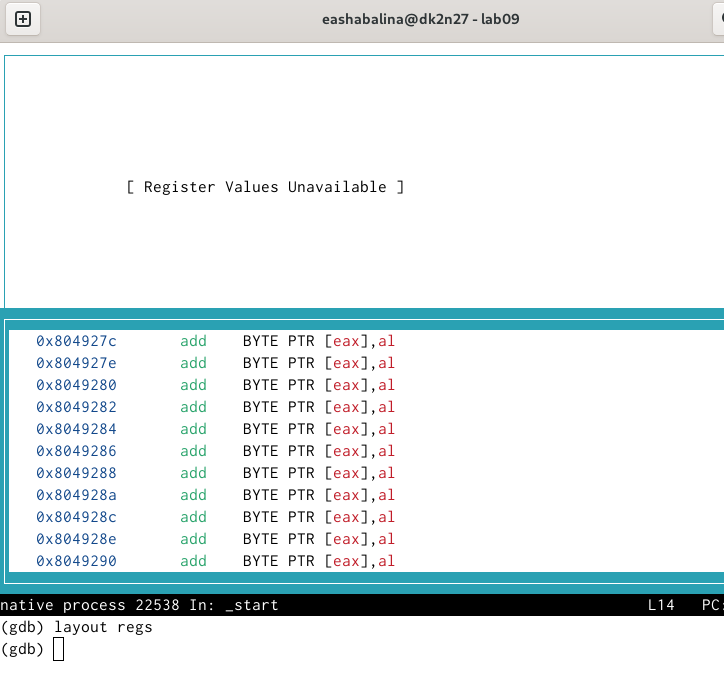 eashabalina@dk2n27 - lab09
[ Register Values Unavailable ]
0x804927c add BYTE PTR [eax],al
0x804927e add BYTE PTR [eax],al
0x8049280 add BYTE PTR [eax],al
0x8049282 add BYTE PTR [eax],al
0x8049284 add BYTE PTR [eax],al
0x8049286 add BYTE PTR [eax],al
0x8049288 add BYTE PTR [eax],al
0x804928a add BYTE PTR [eax],al
0x804928c add BYTE PTR [eax],al
0x804928e add BYTE PTR [eax],al
0x8049290 add BYTE PTR [eax],al
native process 22538 In: _start L14 PC:
(gdb) layout regs
(gdb)